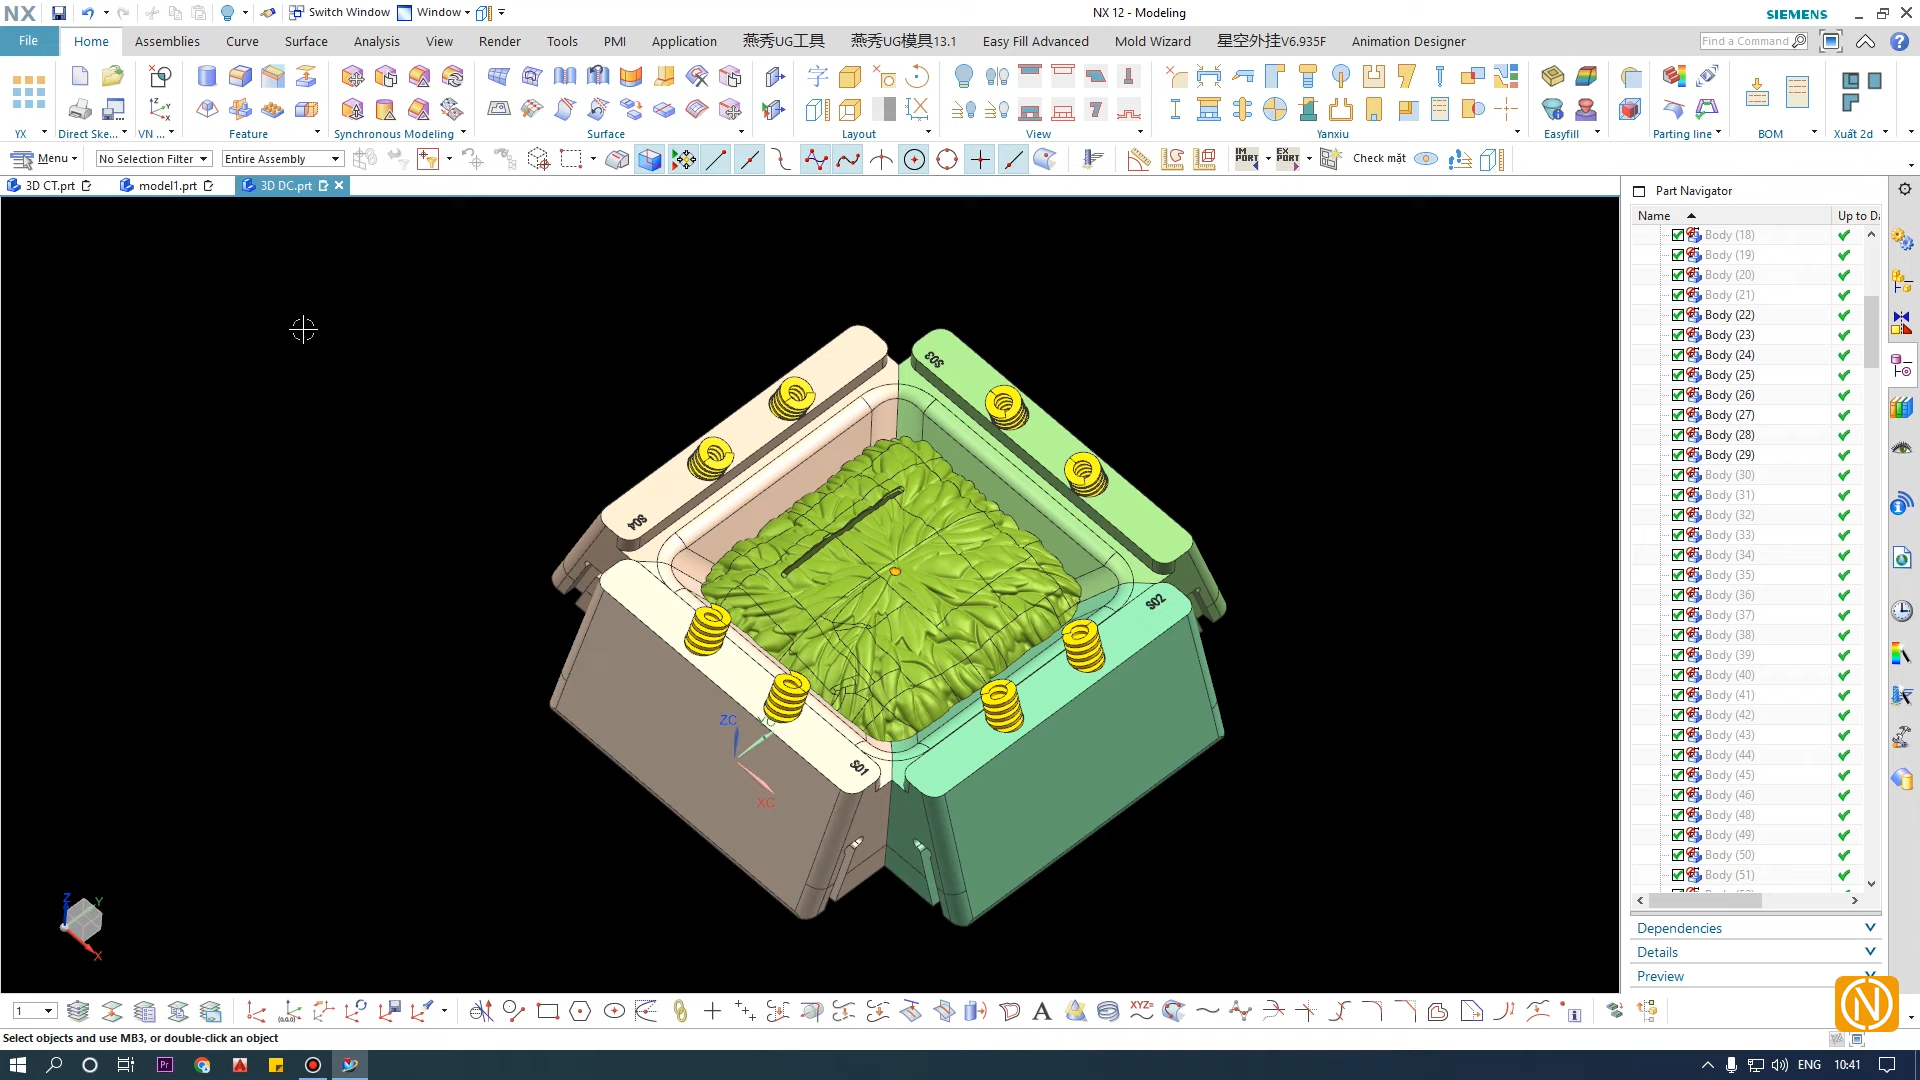 NX
Switch Window
Window
NX 12 - Modeling
SIEMENS
File
Home
Assemblies
Curve
Surface
Analysis
View
Render
Tools
PMI
Application
燕秀UG工具
燕秀UG模具13.1
Easy Fill Advanced
Mold Wizard
星空外挂V6.935F
Animation Designer
Find a Command
YX
Direct Ske...
VN ...
Feature
Synchronous Modeling
Surface
Layout
View
Yanxiu
Easyfill
Parting line
BOM
Xuất 2d
Menu
No Selection Filter
Entire Assembly
IM PORT
EX PORT
Check mặt
3D CT.prt
model1.prt
3D DC.prt
Part Navigator
Name
Up to Da
Body (18)
Body (19)
Body (20)
Body (21)
Body (22)
Body (23)
Body (24)
Body (25)
Body (26)
Body (27)
Body (28)
Body (29)
Body (30)
Body (31)
Body (32)
Body (33)
Body (34)
Body (35)
Body (36)
Body (37)
Body (38)
Body (39)
Body (40)
Body (41)
Body (42)
Body (43)
Body (44)
Body (45)
Body (46)
Body (48)
Body (49)
Body (50)
Body (51)
Dependencies
Details
Preview
S03
S04
S02
S01
ZC
YC
XC
Z
Y
X
1
XYZ=
Select objects and use MB3, or double-click an object
Pr
ENG
10:41